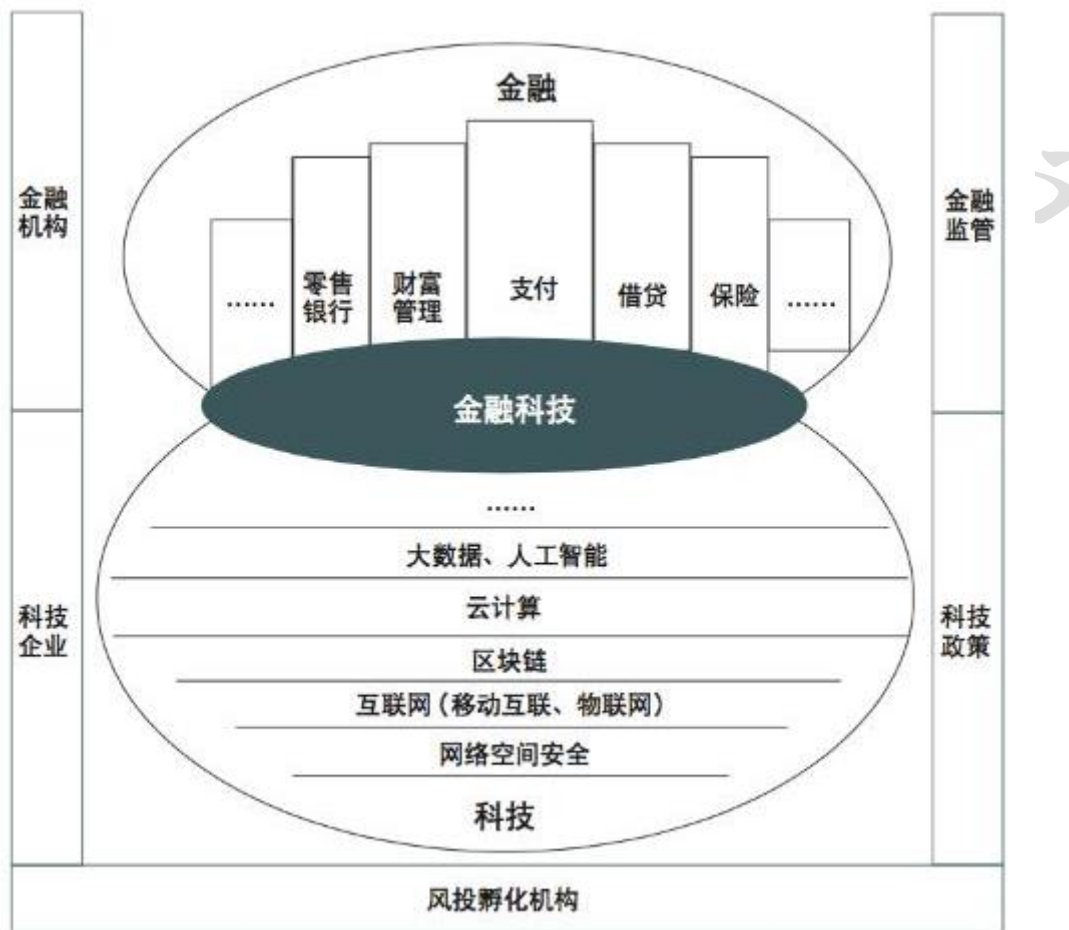 金融
金融
机构
金融
监管
……
零售
银行
财富
管理
支付
借贷
保险
……
金融科技
……
大数据、人工智能
云计算
科技
企业
科技
政策
区块链
互联网（移动互联、物联网）
网络空间安全
科技
风投孵化机构